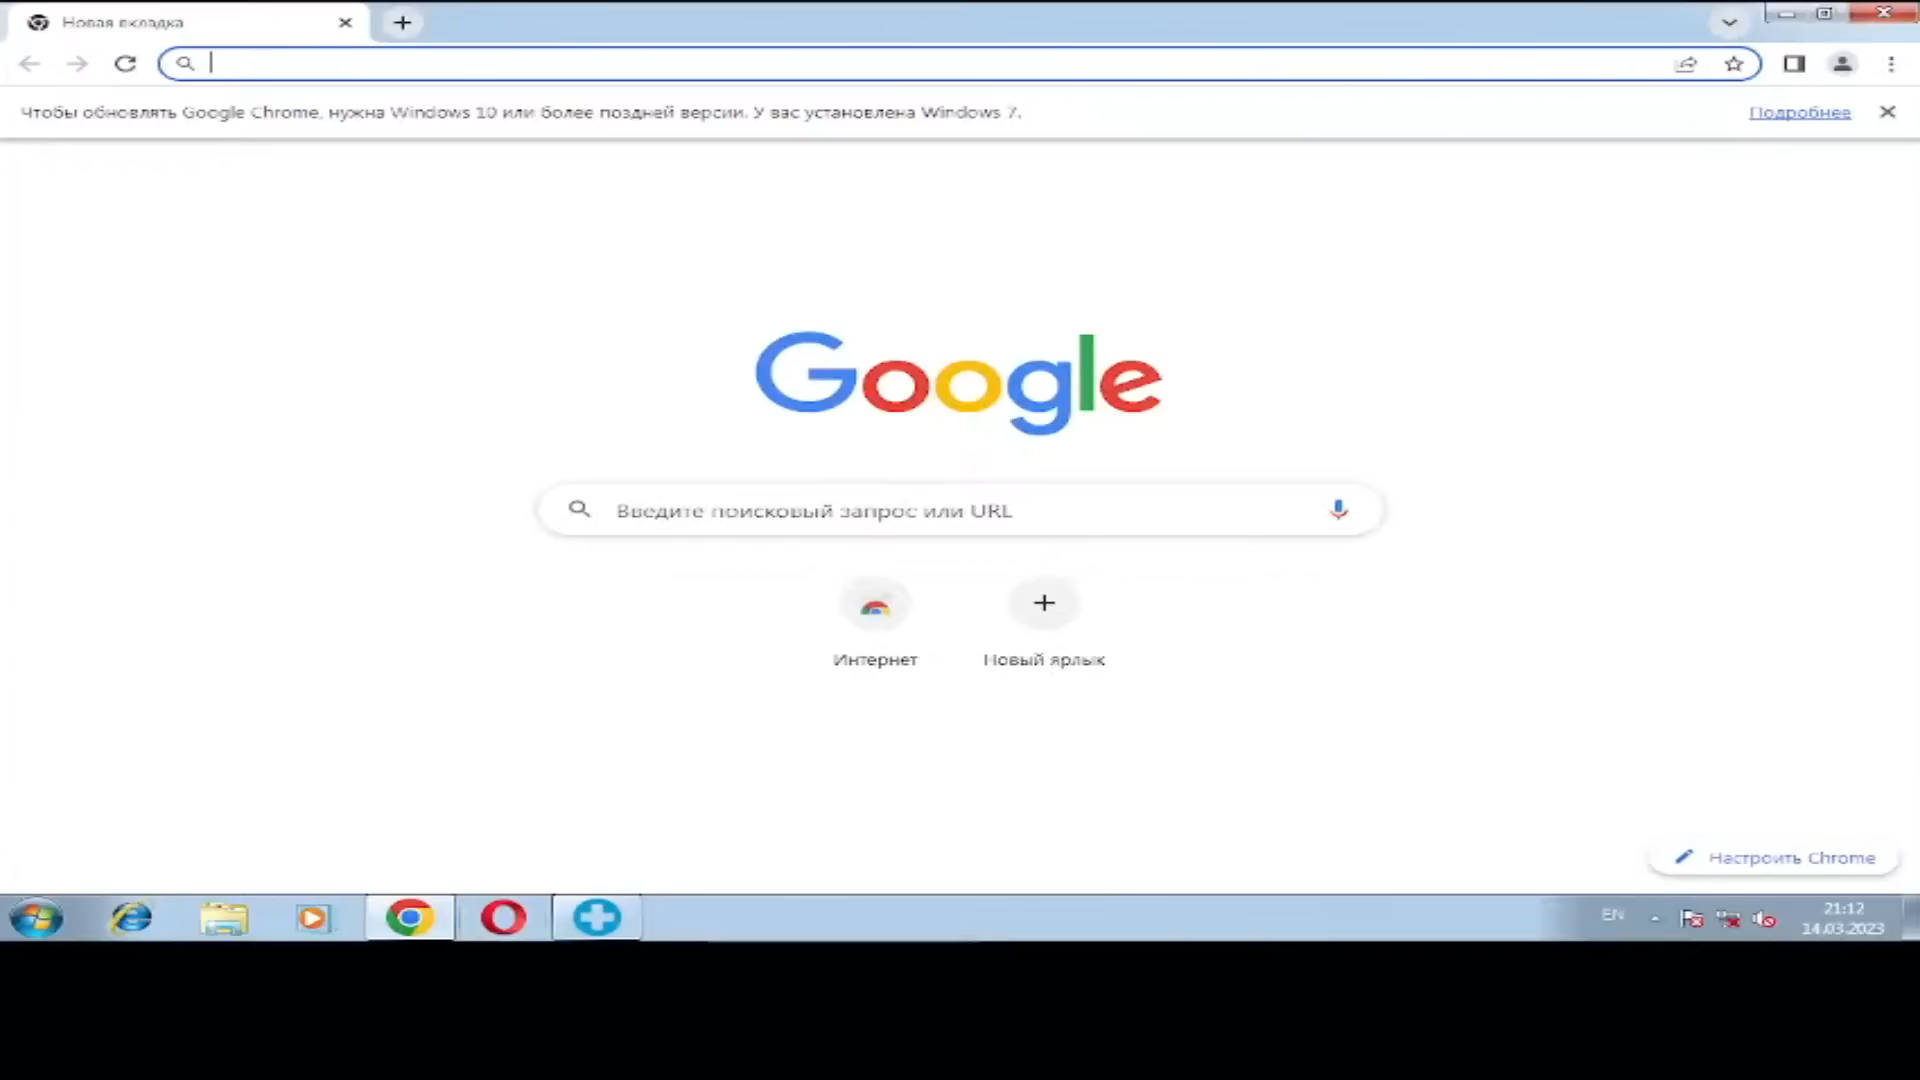 Новая вкладка
Чтобы обновлять Google Chrome, нужна Windows 10 или более поздней версии. У вас установлена Windows 7.
Подробнее
Google
Введите поисковый запрос или URL
Интернет
Новый ярлык
Настроить Chrome
EN
21:12
14.03.2023